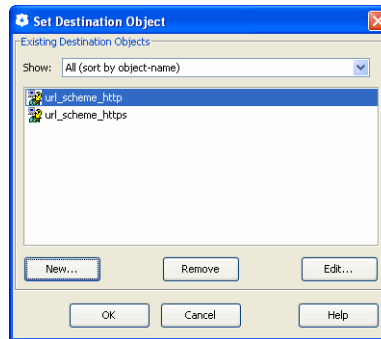 Set Destination Object
Existing Destination Objects
Show: All (sort by object-name)
url_scheme_http
url_scheme_https
New... Remove Edit...
OK Cancel Help